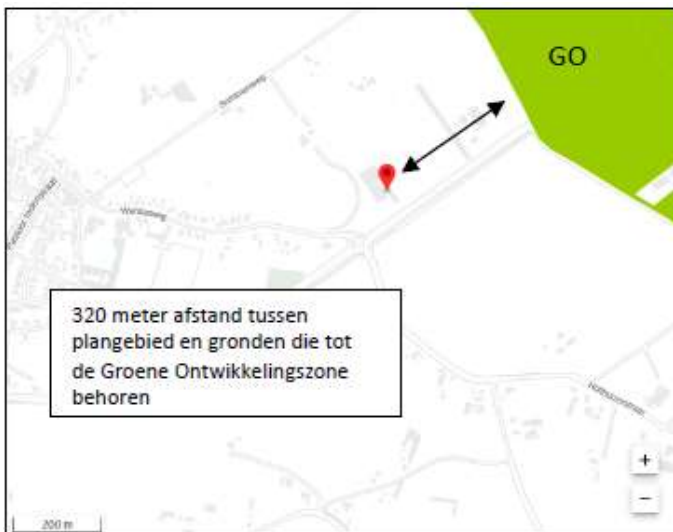 GO
320 meter afstand tussen
plangebied en gronden die tot
de Groene Ontwikkelingszone
behoren
200 m
+
−